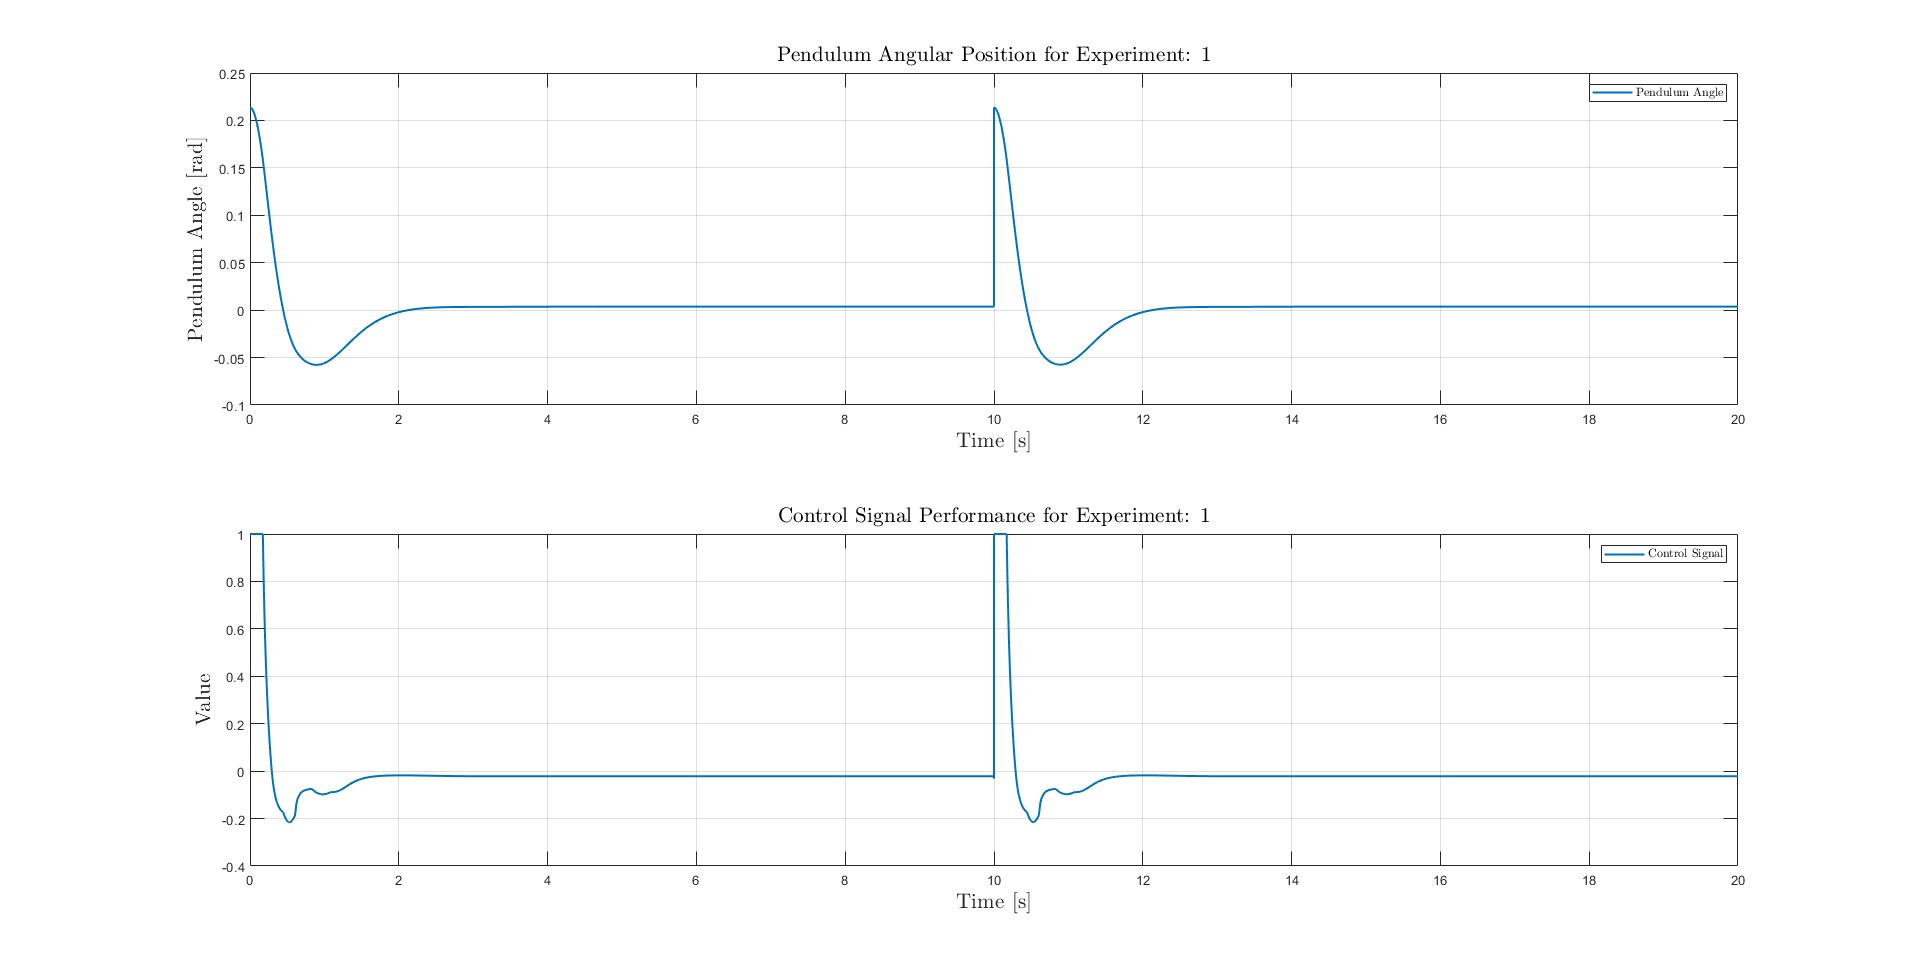 Pendulum Angular Position for Experiment: 1
Pendulum Angle [rad]
0.25
0.2
0.15
0.1
0.05
0
-0.05
-0.1
Pendulum Angle
0 2 4 6 8 10 12 14 16 18 20
Time [s]
Control Signal Performance for Experiment: 1
Value
1
0.8
0.6
0.4
0.2
0
-0.2
-0.4
Control Signal
0 2 4 6 8 10 12 14 16 18 20
Time [s]